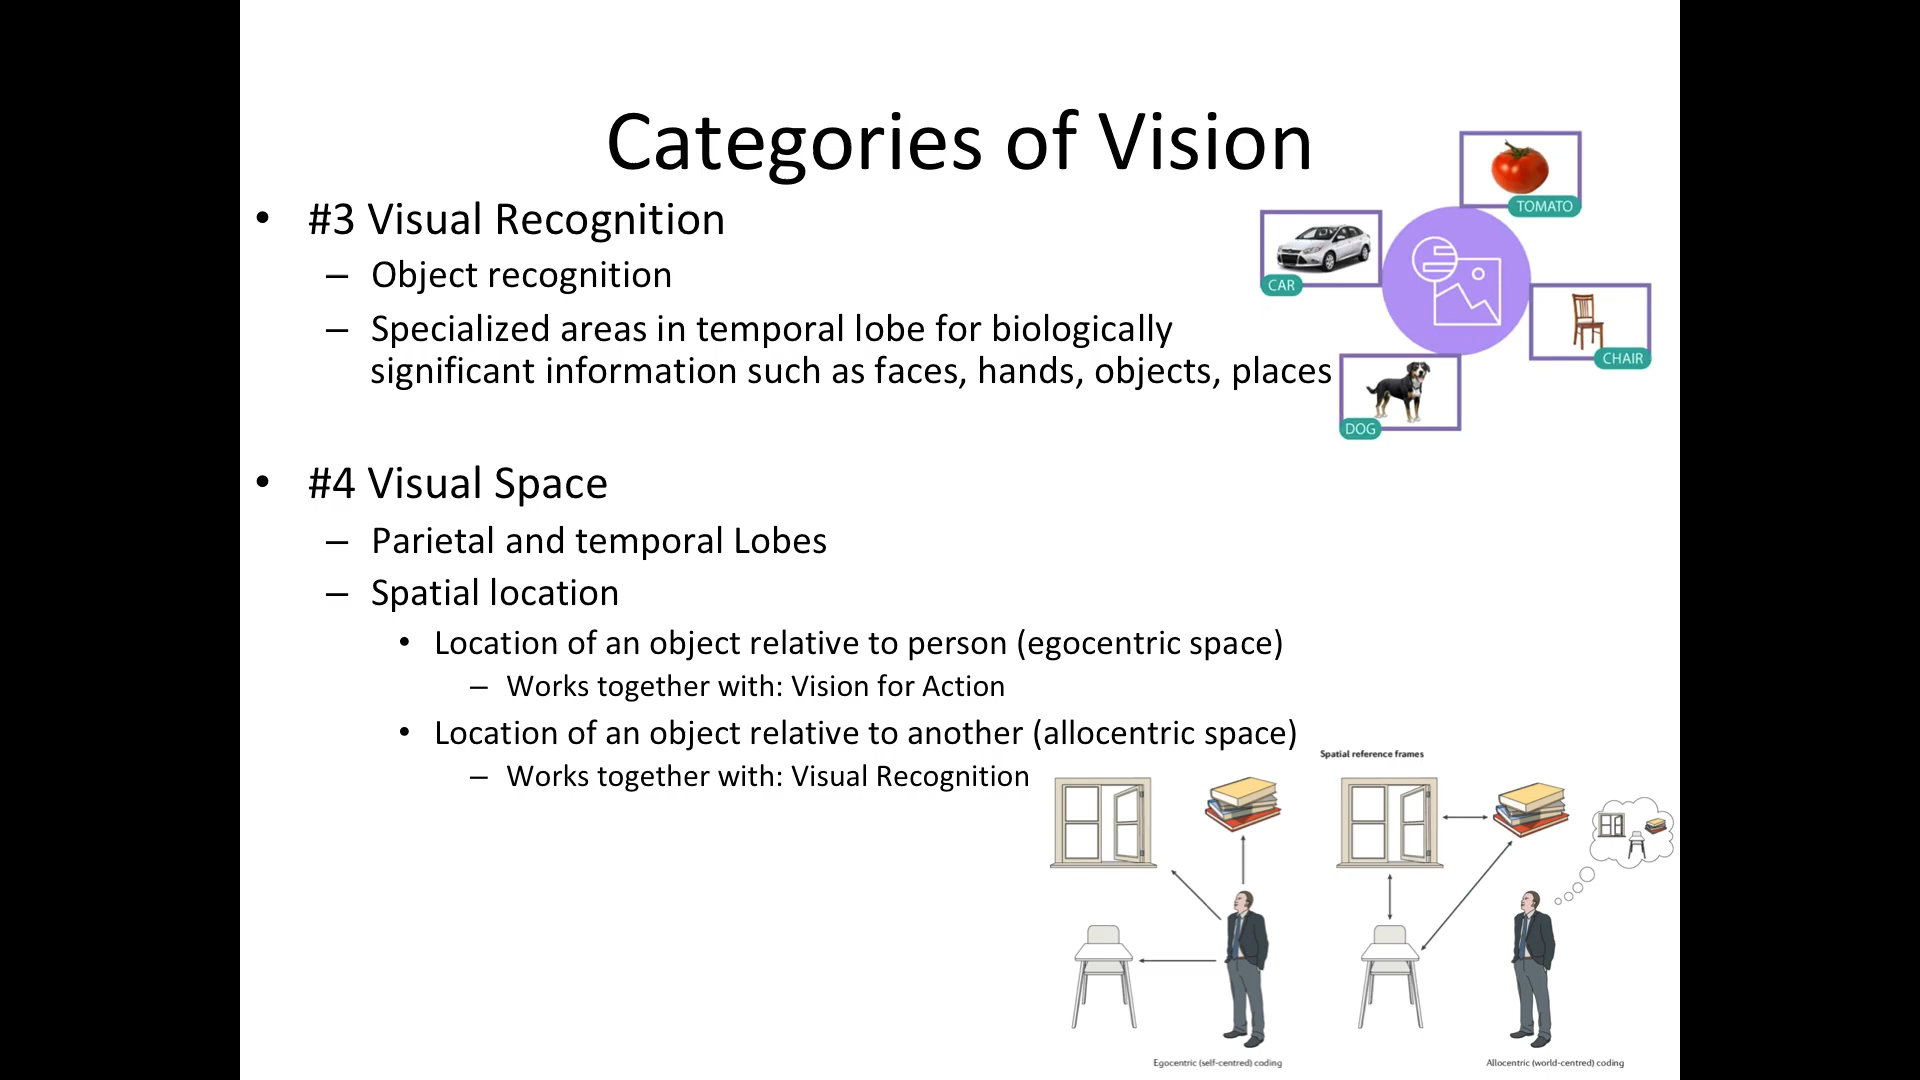 Categories of Vision
• #3 Visual Recognition
– Object recognition
– Specialized areas in temporal lobe for biologically
significant information such as faces, hands, objects, places
TOMATO
CAR
CHAIR
DOG
• #4 Visual Space
– Parietal and temporal Lobes
– Spatial location
• Location of an object relative to person (egocentric space)
– Works together with: Vision for Action
• Location of an object relative to another (allocentric space)
– Works together with: Visual Recognition
Spatial reference frames
Egocentric (self-centred) coding
Allocentric (world-centred) coding